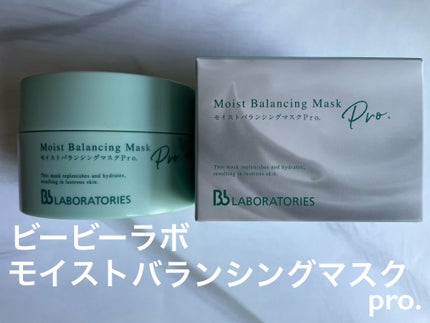 Moist Balancing Mask
モイストバランシングマスクPro.
Pro.
This mask replenishes and hydrates,
resulting in lustrous skin.
Bb LABORATORIES
Moist Balancing Mask
モイストバランシングマスクPro.
Pro.
This mask replenishes and hydrates,
resulting in lustrous skin.
Bb LABORATORIES
ビービーラボ
モイストバランシングマスク
pro.